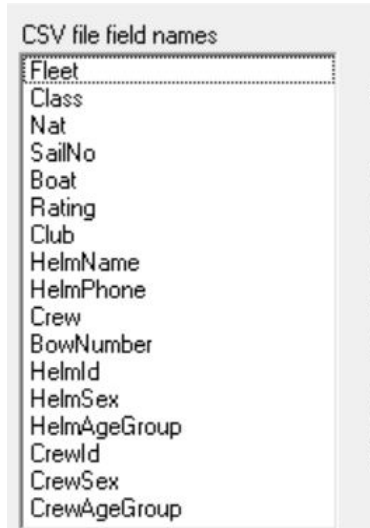 CSV file field names
Fleet
Class
Nat
SailNo
Boat
Rating
Club
HelmName
HelmPhone
Crew
BowNumber
HelmId
HelmSex
HelmAgeGroup
CrewId
CrewSex
CrewAgeGroup